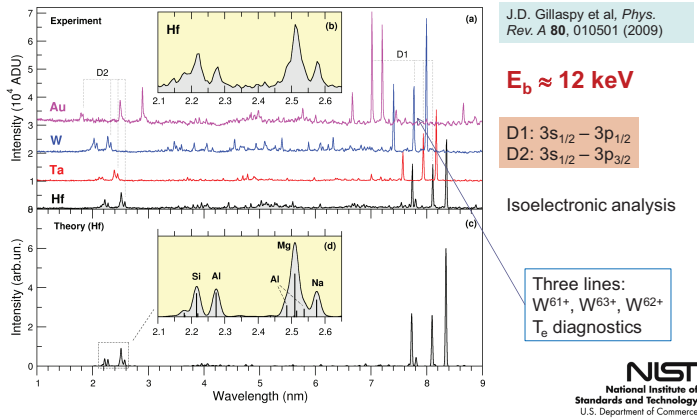 Experiment
(a)
(b)
Hf
2.1 2.2 2.3 2.4 2.5 2.6
D2
D1
Au
W
Ta
Hf
Intensity (10⁴ ADU)
7
6
5
4
3
2
1
0
8
Theory (Hf)
(c)
(d)
Si
Al
Al
Mg
Na
2.1 2.2 2.3 2.4 2.5 2.6
Intensity (arb.un.)
6
4
2
0
1 2 3 4 5 6 7 8 9
Wavelength (nm)
J.D. Gillaspy et al, Phys.
Rev. A 80, 010501 (2009)
E_b ≈ 12 keV
D1: 3s₁/₂ – 3p₁/₂
D2: 3s₁/₂ – 3p₃/₂
Isoelectronic analysis
Three lines:
W⁶¹⁺, W⁶³⁺, W⁶²⁺
Tₑ diagnostics
NIST
National Institute of
Standards and Technology
U.S. Department of Commerce